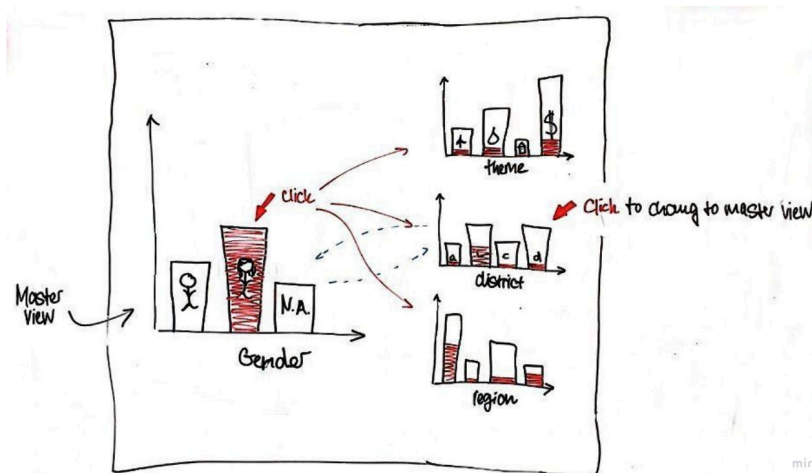 $
theme
click
Click to chang to master view
a
c
d
district
Master
view
N.A.
Gender
region